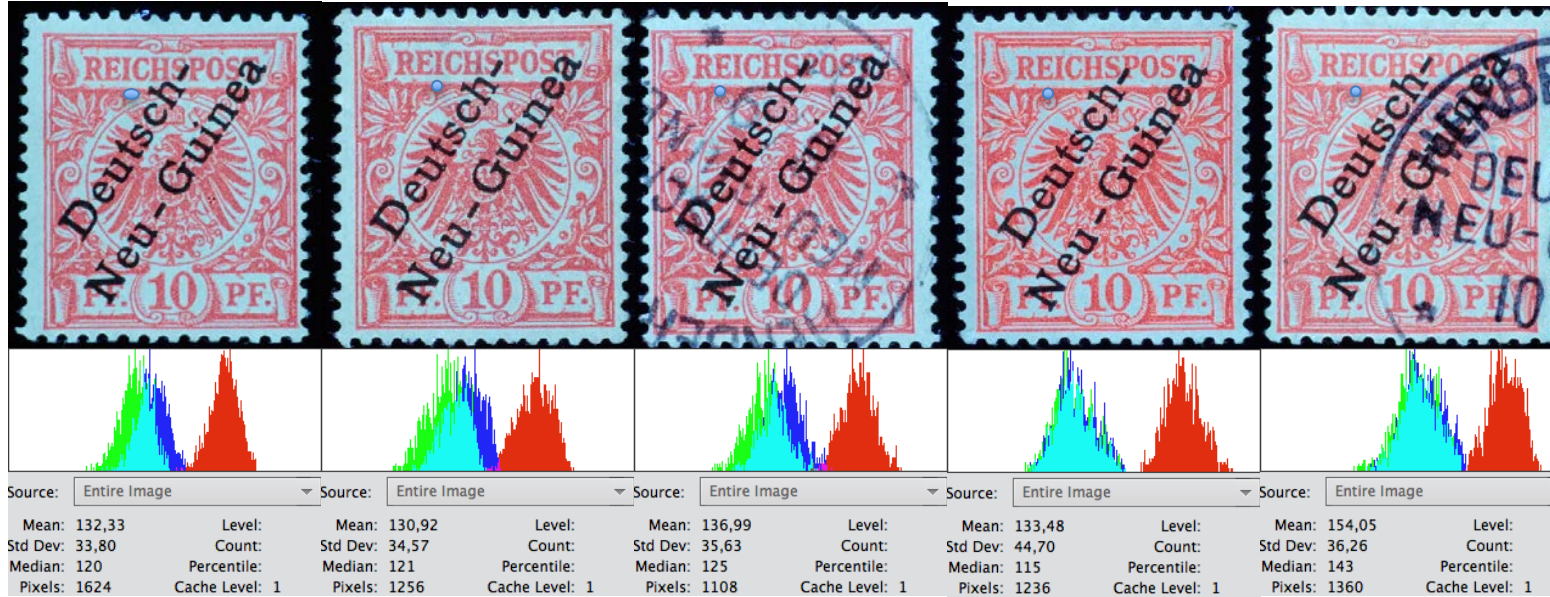 REICHSPOST
Deutsch-
Neu-Guinea
PF. 10 PF.
REICHSPOST
Deutsch-
Neu-Guinea
PF. 10 PF.
REICHSPOST
Deutsch-
Neu-Guinea
PF. 10 PF.
REICHSPOST
Deutsch-
Neu-Guinea
PF. 10 PF.
REICHSPOST
Deutsch-
Neu-Guinea
PF. 10
DEU
NEU-
10
Source: Entire Image
Mean: 132,33 Level:
Std Dev: 33,80 Count:
Median: 120 Percentile:
Pixels: 1624 Cache Level: 1
Source: Entire Image
Mean: 130,92 Level:
Std Dev: 34,57 Count:
Median: 121 Percentile:
Pixels: 1256 Cache Level: 1
Source: Entire Image
Mean: 136,99 Level:
Std Dev: 35,63 Count:
Median: 125 Percentile:
Pixels: 1108 Cache Level: 1
Source: Entire Image
Mean: 133,48 Level:
Std Dev: 44,70 Count:
Median: 115 Percentile:
Pixels: 1236 Cache Level: 1
Source: Entire Image
Mean: 154,05 Level:
Std Dev: 36,26 Count:
Median: 143 Percentile:
Pixels: 1360 Cache Level: 1